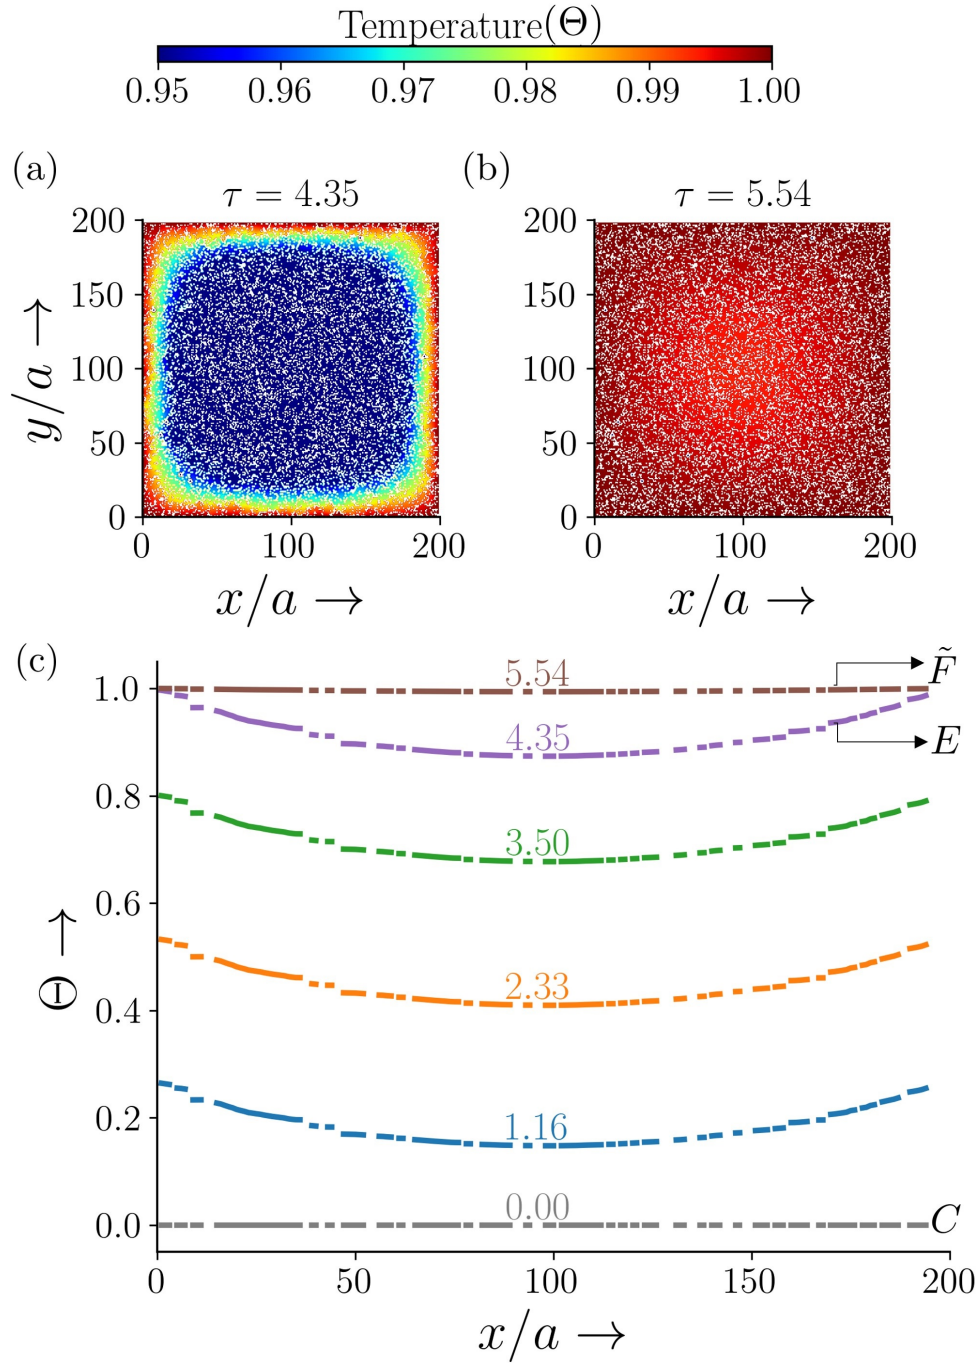 Temperature(Θ)
0.95 0.96 0.97 0.98 0.99 1.00
(a) (b)
τ = 4.35 τ = 5.54
200
150
100
50
0
y/a →
0 100 200
x/a →
200
150
100
50
0
0 100 200
x/a →
(c)
1.0
0.8
0.6
0.4
0.2
0.0
Θ →
5.54
F̃
4.35
E
3.50
2.33
1.16
0.00
C
0 50 100 150 200
x/a →